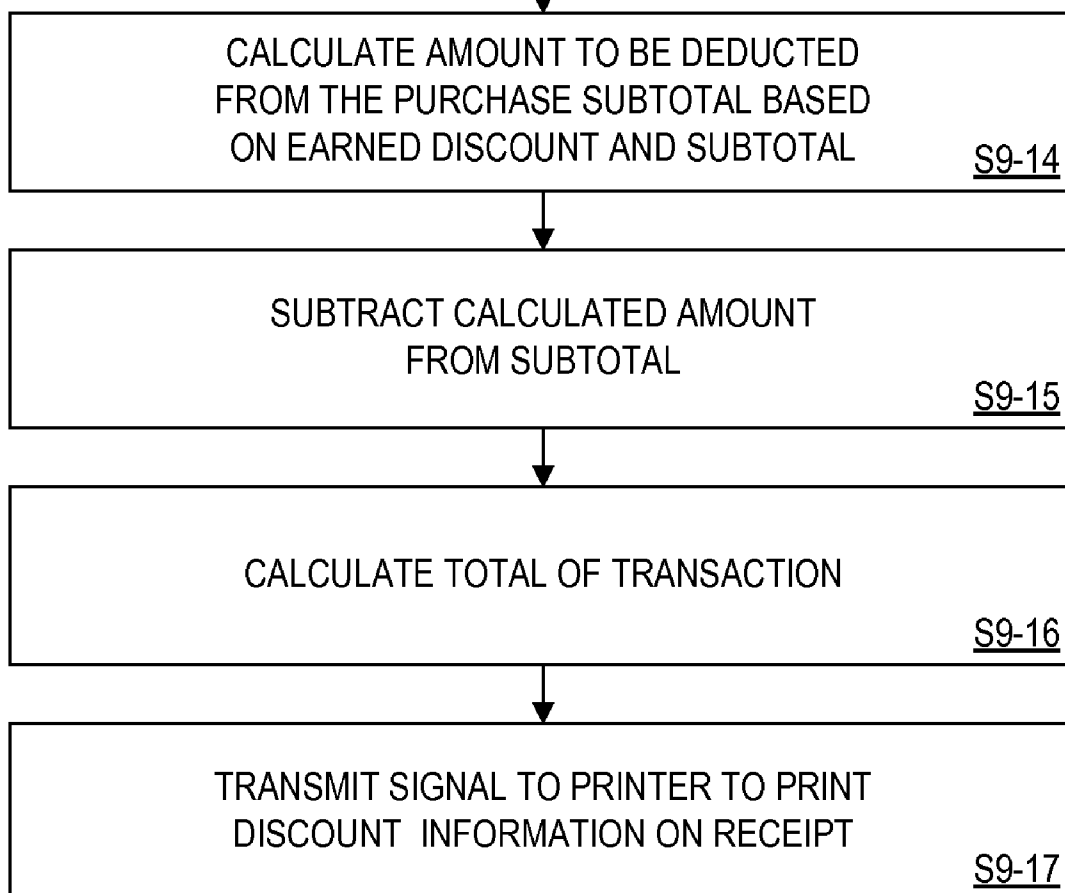 CALCULATE AMOUNT TO BE DEDUCTED
FROM THE PURCHASE SUBTOTAL BASED
ON EARNED DISCOUNT AND SUBTOTAL
S9-14
SUBTRACT CALCULATED AMOUNT
FROM SUBTOTAL
S9-15
CALCULATE TOTAL OF TRANSACTION
S9-16
TRANSMIT SIGNAL TO PRINTER TO PRINT
DISCOUNT INFORMATION ON RECEIPT
S9-17